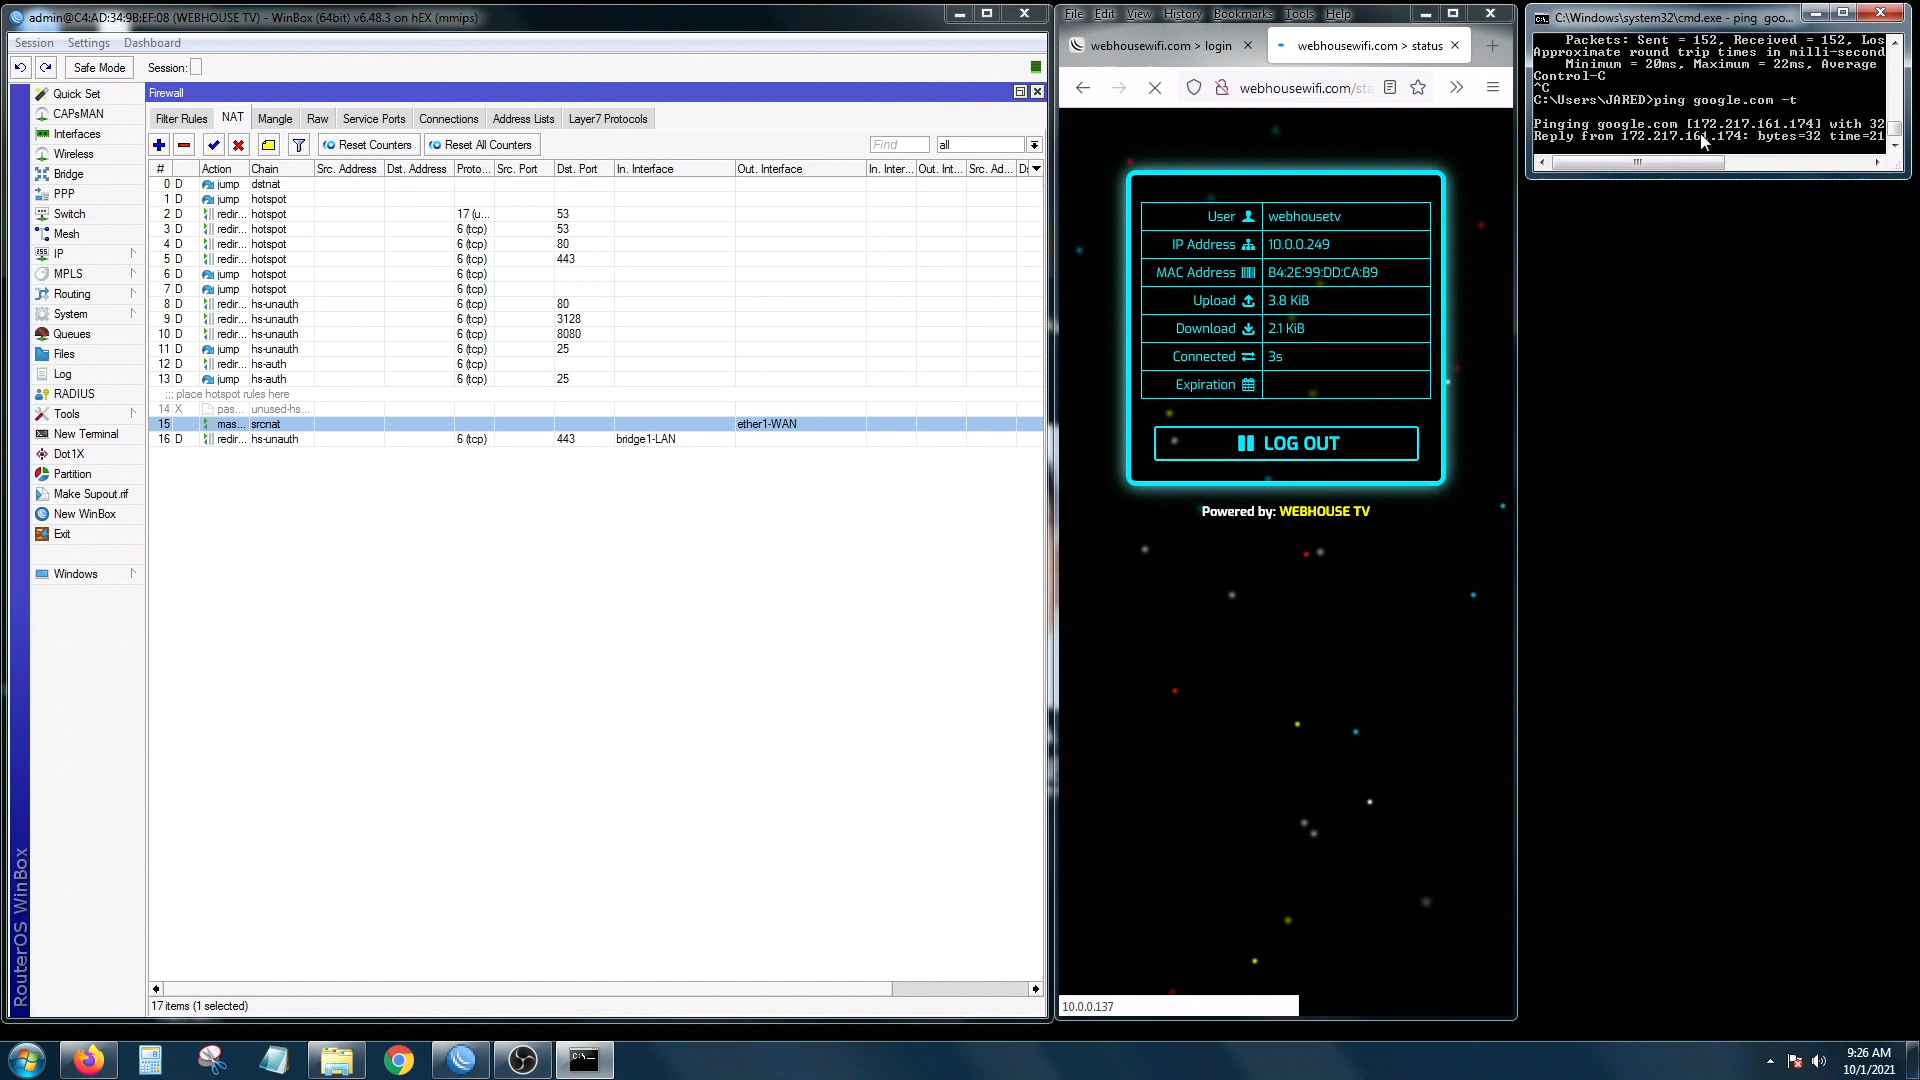 admin@C4:AD:34:9B:EF:08 (WEBHOUSE TV) - WinBox (64bit) v6.48.3 on hEX (mmips)
Session Settings Dashboard
Safe Mode Session:
Quick Set
CAPsMAN
Interfaces
Wireless
Bridge
PPP
Switch
Mesh
IP
MPLS
Routing
System
Queues
Files
Log
RADIUS
Tools
New Terminal
Dot1X
Partition
Make Supout.rif
New WinBox
Exit
Windows
RouterOS WinBox
Firewall
Filter Rules NAT Mangle Raw Service Ports Connections Address Lists Layer7 Protocols
Reset Counters Reset All Counters Find all
# Action Chain Src. Address Dst. Address Proto... Src. Port Dst. Port In. Interface Out. Interface In. Inter... Out. Int... Src. Ad...
0 D jump dstnat
1 D jump hotspot
2 D redir... hotspot 17 (u... 53
3 D redir... hotspot 6 (tcp) 53
4 D redir... hotspot 6 (tcp) 80
5 D redir... hotspot 6 (tcp) 443
6 D jump hotspot 6 (tcp)
7 D jump hotspot 6 (tcp)
8 D redir... hs-unauth 6 (tcp) 80
9 D redir... hs-unauth 6 (tcp) 3128
10 D redir... hs-unauth 6 (tcp) 8080
11 D jump hs-unauth 6 (tcp) 25
12 D redir... hs-auth 6 (tcp)
13 D jump hs-auth 6 (tcp) 25
;;; place hotspot rules here
14 X pas... unused-hs...
15 mas... srcnat ether1-WAN
16 D redir... hs-unauth 6 (tcp) 443 bridge1-LAN
17 items (1 selected)
File Edit View History Bookmarks Tools Help
webhousewifi.com > login webhousewifi.com > status
webhousewifi.com/sta
User webhousetv
IP Address 10.0.0.249
MAC Address B4:2E:99:DD:CA:B9
Upload 3.8 KiB
Download 2.1 KiB
Connected 3s
Expiration
LOG OUT
Powered by: WEBHOUSE TV
10.0.0.137
C:\Windows\system32\cmd.exe - ping goo...
Packets: Sent = 152, Received = 152, Los
Approximate round trip times in milli-second
Minimum = 20ms, Maximum = 22ms, Average
Control-C
^C
C:\Users\JARED>ping google.com -t
Pinging google.com [172.217.161.174] with 32
Reply from 172.217.161.174: bytes=32 time=21
C:\
9:26 AM
10/1/2021